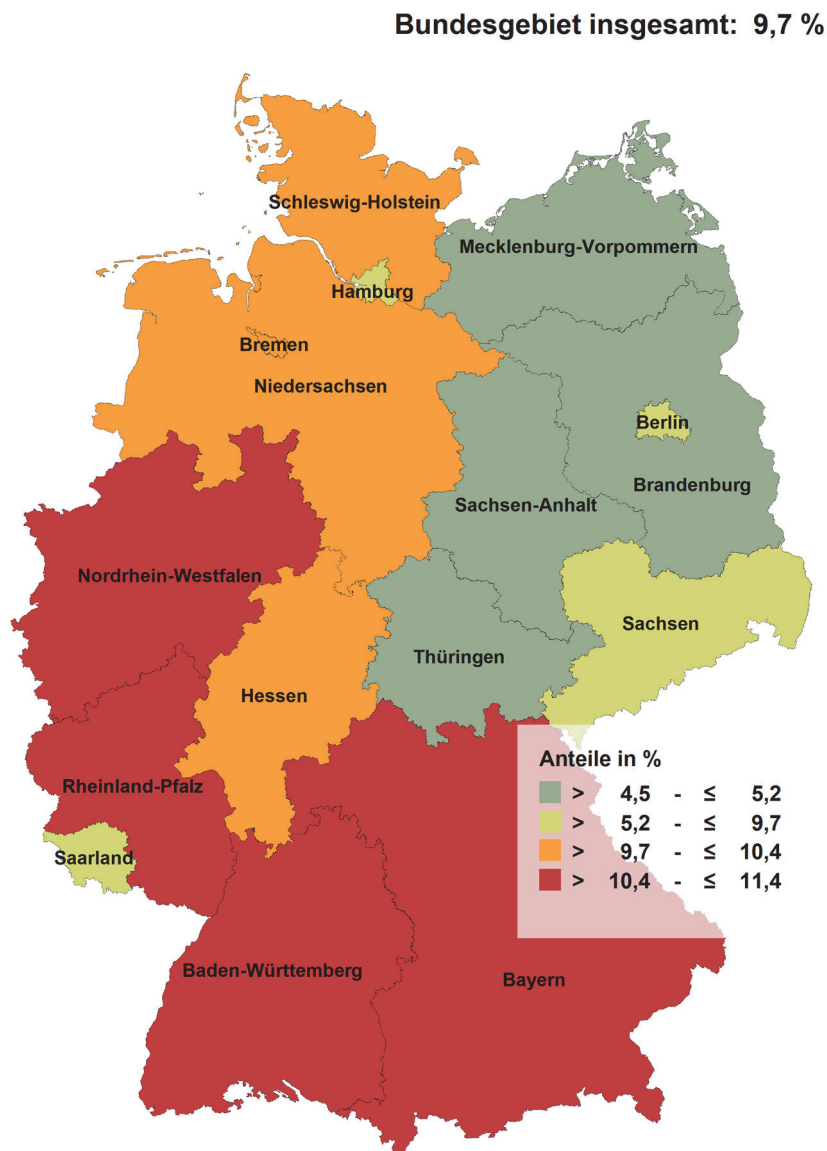 Bundesgebiet insgesamt: 9,7 %
Schleswig-Holstein
Mecklenburg-Vorpommern
Hamburg
Bremen
Niedersachsen
Berlin
Brandenburg
Sachsen-Anhalt
Nordrhein-Westfalen
Sachsen
Thüringen
Hessen
Rheinland-Pfalz
Saarland
Baden-Württemberg
Bayern
Anteile in %
> 4,5 - ≤ 5,2
> 5,2 - ≤ 9,7
> 9,7 - ≤ 10,4
> 10,4 - ≤ 11,4